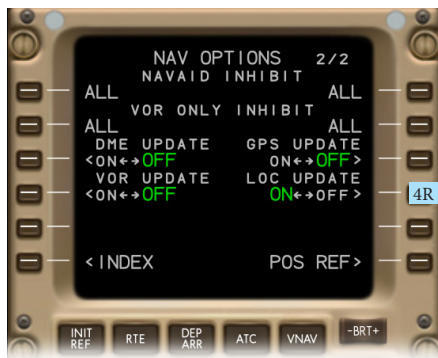 NAV OPTIONS 2/2
NAVAID INHIBIT
ALL ALL
VOR ONLY INHIBIT
ALL ALL
DME UPDATE GPS UPDATE
<ON←→OFF ON←→OFF>
VOR UPDATE LOC UPDATE
<ON←→OFF ON←→OFF>
4R
<INDEX POS REF>
INIT REF RTE DEP ARR ATC VNAV -BRT+